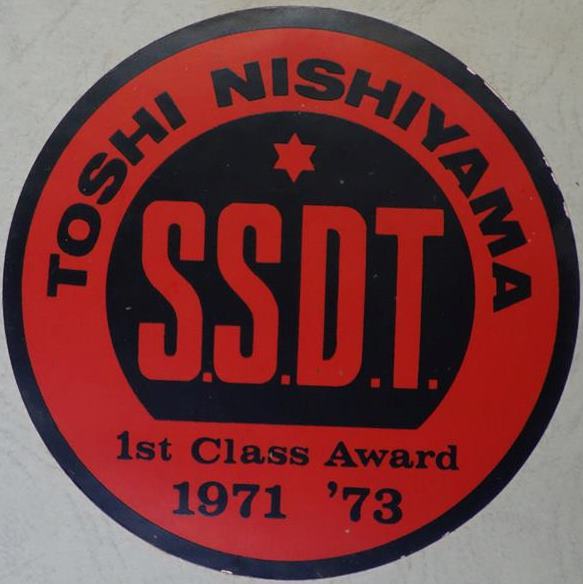 TOSHI NISHIYAMA
S.S.D.T.
1st Class Award
1971 '73